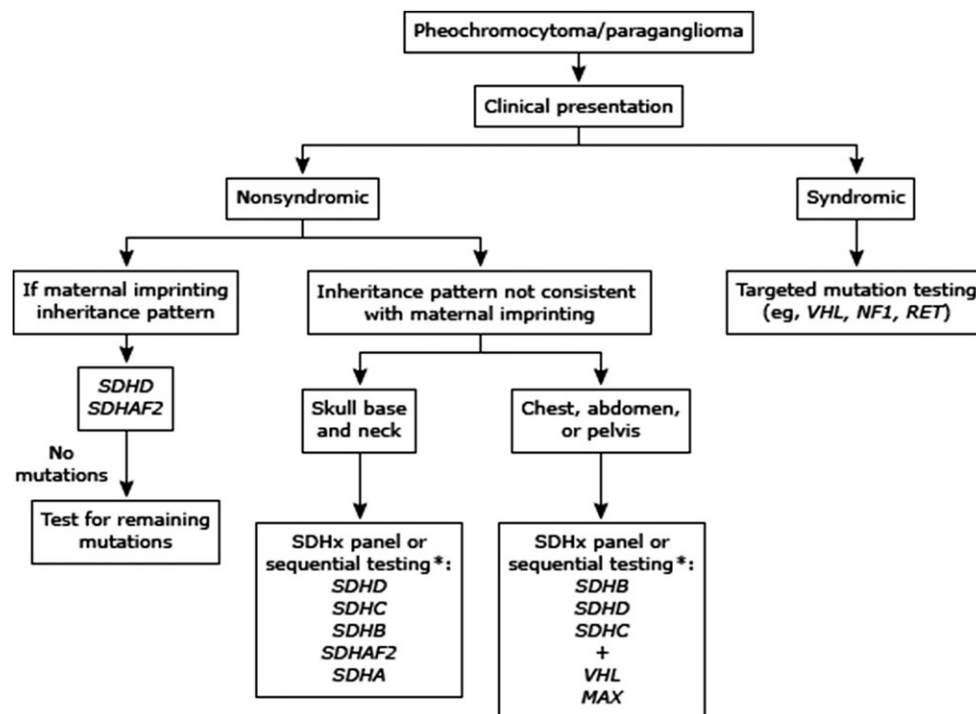 Pheochromocytoma/paraganglioma
Clinical presentation
Nonsyndromic
Syndromic
If maternal imprinting
inheritance pattern
Inheritance pattern not consistent
with maternal imprinting
Targeted mutation testing
(eg, VHL, NF1, RET)
SDHD
SDHAF2
Skull base
and neck
Chest, abdomen,
or pelvis
No
mutations
Test for remaining
mutations
SDHx panel or
sequential testing*:
SDHD
SDHC
SDHB
SDHAF2
SDHA
SDHx panel or
sequential testing*:
SDHB
SDHD
SDHC
+
VHL
MAX